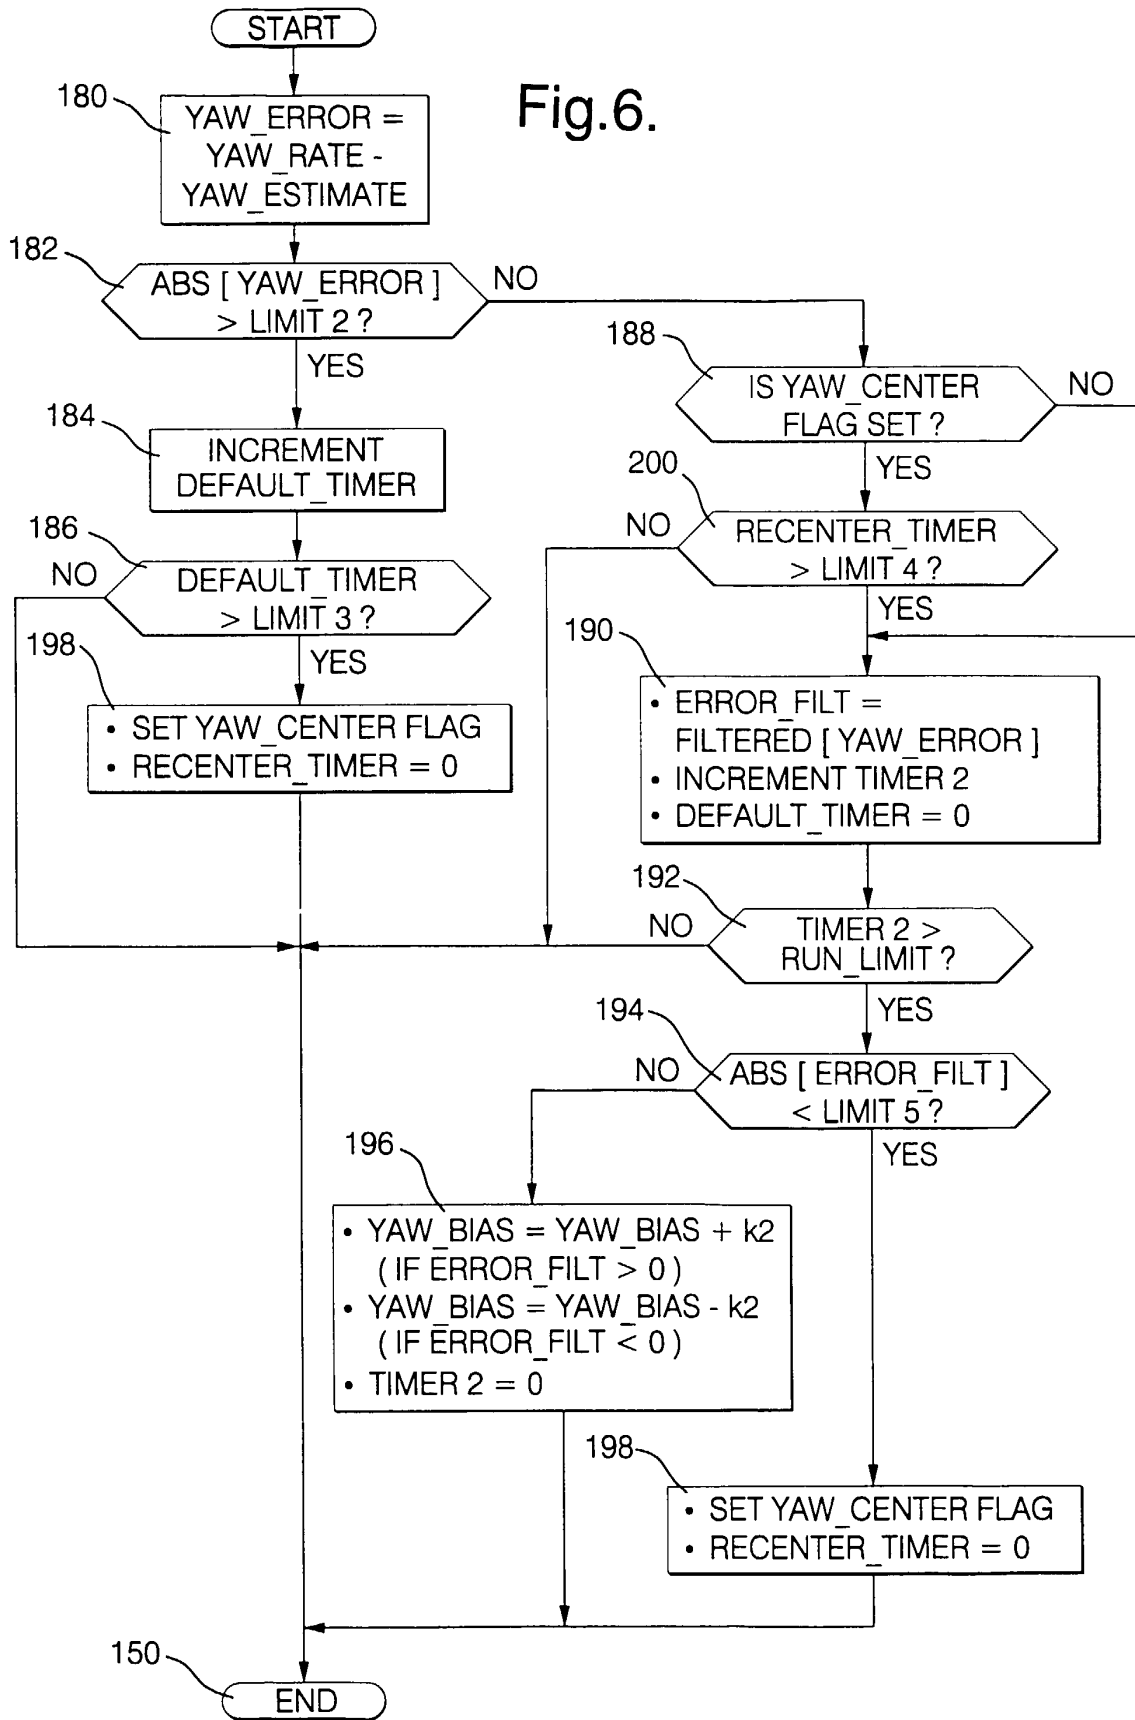 START
Fig.6.
180
YAW_ERROR =
YAW_RATE -
YAW_ESTIMATE
182
ABS [ YAW_ERROR ]
> LIMIT 2 ?
NO
YES
188
IS YAW_CENTER
FLAG SET ?
NO
YES
184
INCREMENT
DEFAULT_TIMER
200
RECENTER_TIMER
> LIMIT 4 ?
NO
YES
186
DEFAULT_TIMER
> LIMIT 3 ?
NO
YES
198
• SET YAW_CENTER FLAG
• RECENTER_TIMER = 0
190
• ERROR_FILT =
FILTERED [ YAW_ERROR ]
• INCREMENT TIMER 2
• DEFAULT_TIMER = 0
192
TIMER 2 >
RUN_LIMIT ?
NO
YES
194
ABS [ ERROR_FILT ]
< LIMIT 5 ?
NO
YES
196
• YAW_BIAS = YAW_BIAS + k2
( IF ERROR_FILT > 0 )
• YAW_BIAS = YAW_BIAS - k2
( IF ERROR_FILT < 0 )
• TIMER 2 = 0
198
• SET YAW_CENTER FLAG
• RECENTER_TIMER = 0
150
END